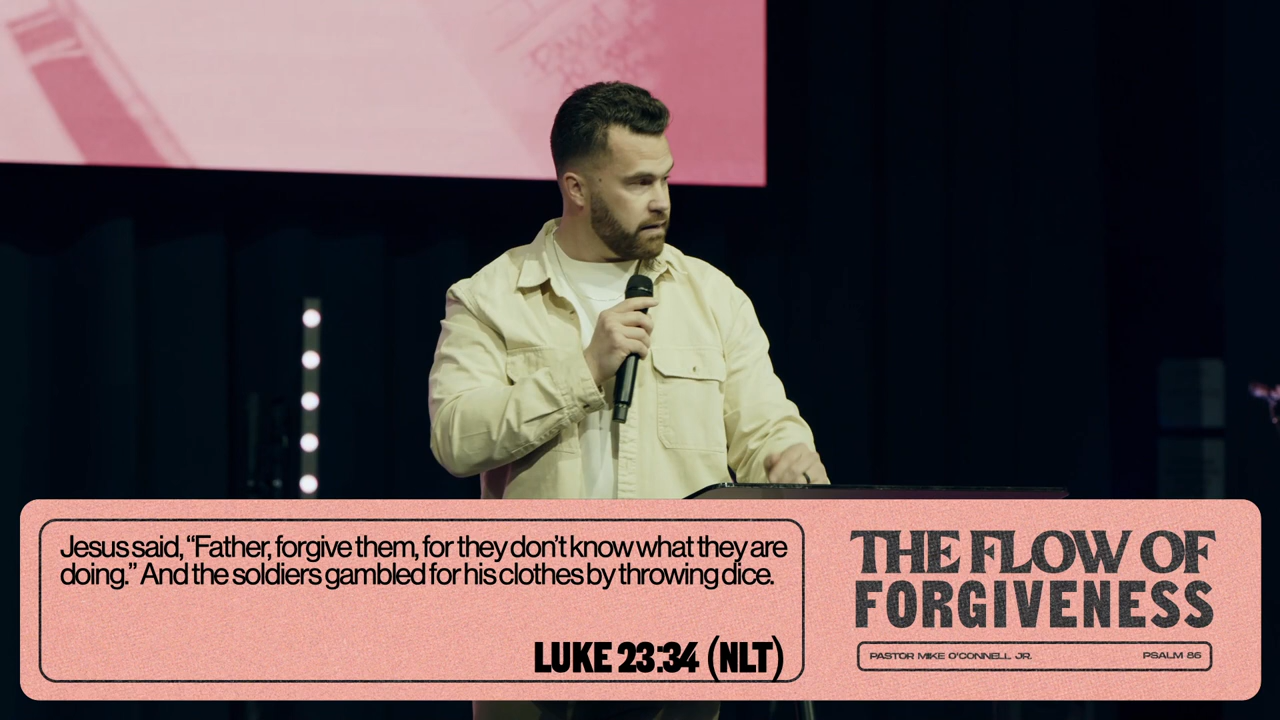 Jesus said, “Father, forgive them, for they don’t know what they are
doing.” And the soldiers gambled for his clothes by throwing dice.
LUKE 23:34 (NLT)
THE FLOW OF
FORGIVENESS
PASTOR MIKE O'CONNELL JR.
PSALM 86